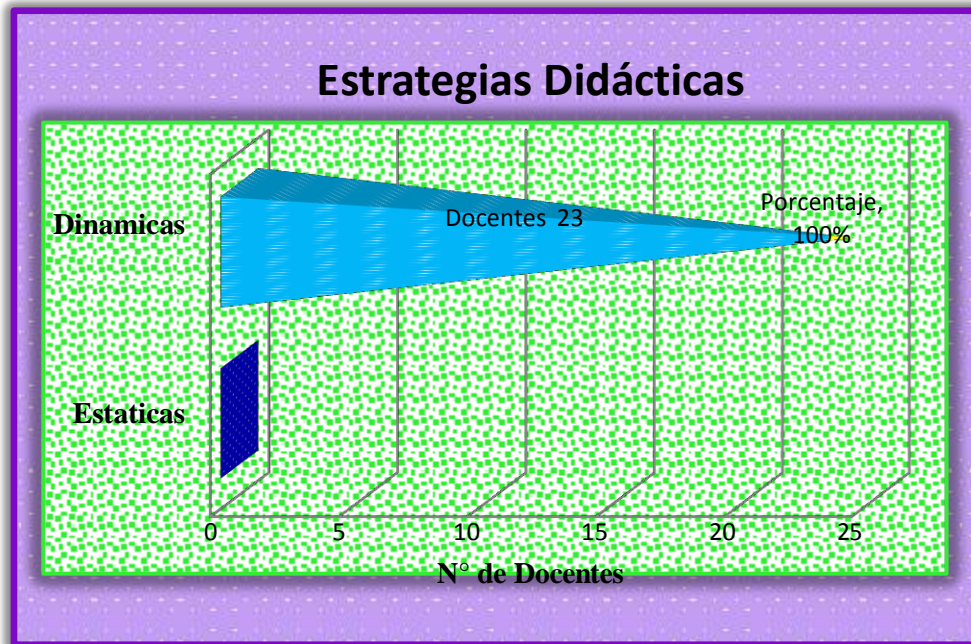 Estrategias Didácticas
Dinamicas
Docentes 23
Porcentaje,
100%
Estaticas
0 5 10 15 20 25
N° de Docentes